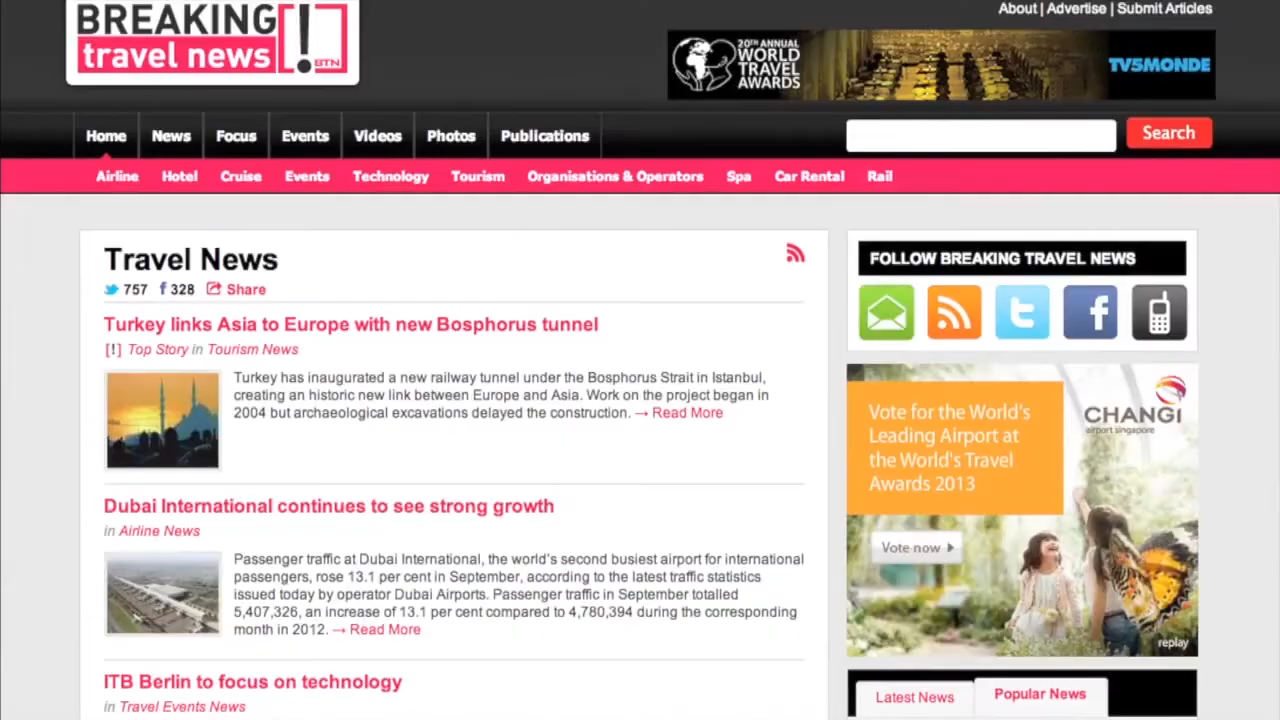 About | Advertise | Submit Articles
BREAKING
travel news
[!]
BTN
20TH ANNUAL
WORLD
TRAVEL
AWARDS
TV5MONDE
Home News Focus Events Videos Photos Publications
Search
Airline Hotel Cruise Events Technology Tourism Organisations & Operators Spa Car Rental Rail
Travel News
757 328 Share
Turkey links Asia to Europe with new Bosphorus tunnel
[!] Top Story in Tourism News
Turkey has inaugurated a new railway tunnel under the Bosphorus Strait in Istanbul,
creating an historic new link between Europe and Asia. Work on the project began in
2004 but archaeological excavations delayed the construction. → Read More
Dubai International continues to see strong growth
in Airline News
Passenger traffic at Dubai International, the world's second busiest airport for international
passengers, rose 13.1 per cent in September, according to the latest traffic statistics
issued today by operator Dubai Airports. Passenger traffic in September totalled
5,407,326, an increase of 13.1 per cent compared to 4,780,394 during the corresponding
month in 2012. → Read More
ITB Berlin to focus on technology
in Travel Events News
FOLLOW BREAKING TRAVEL NEWS
Vote for the World's
Leading Airport at
the World's Travel
Awards 2013
CHANGI
airport singapore
Vote now
replay
Latest News Popular News